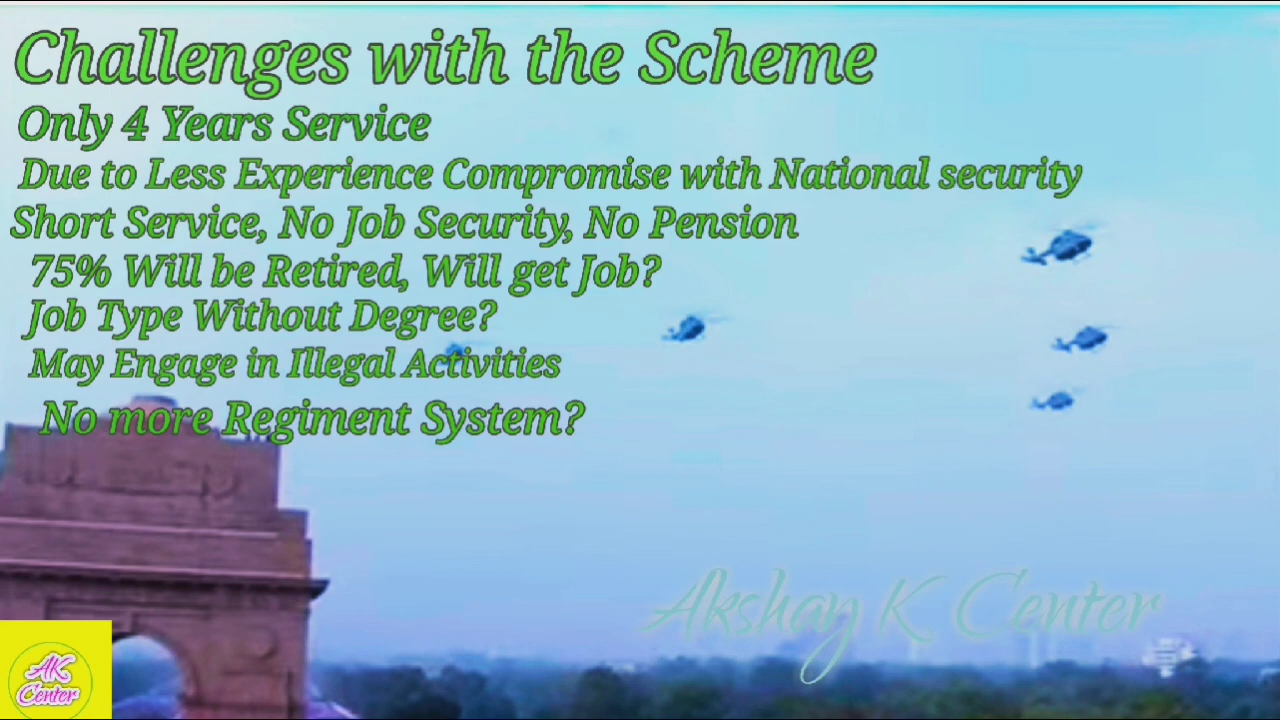 Challenges with the Scheme
Only 4 Years Service
Due to Less Experience Compromise with National security
Short Service, No Job Security, No Pension
75% Will be Retired, Will get Job?
Job Type Without Degree?
May Engage in Illegal Activities
No more Regiment System?
Akshay K Center
AK
Center